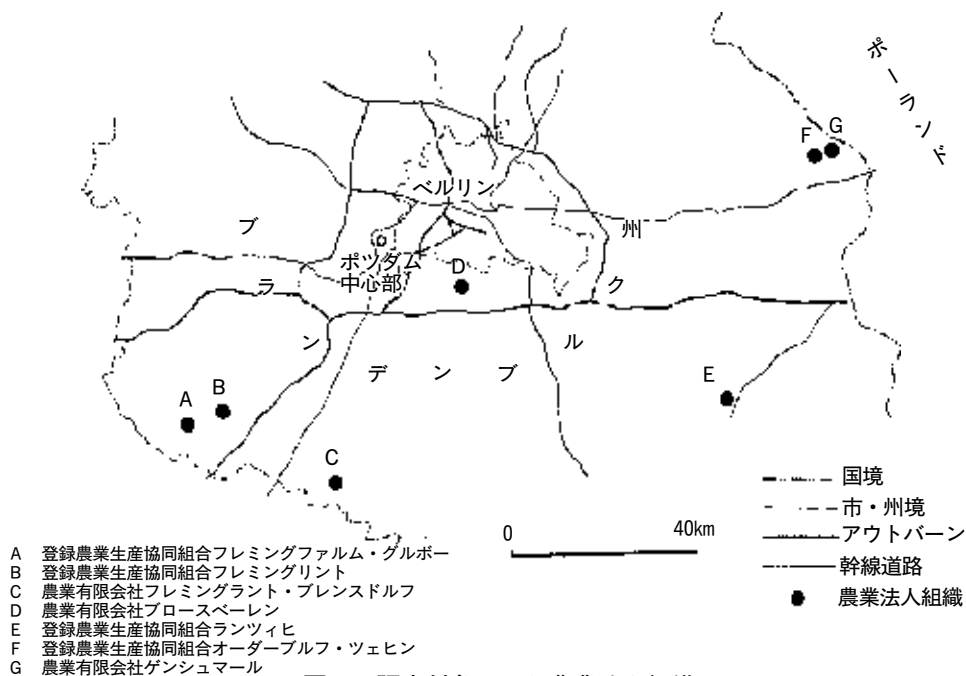 ポーランド
F
G
ベルリン
ブランデンブルク州
ポツダム
中心部
D
A
B
C
E
0 40km
国境
市・州境
アウトバーン
幹線道路
農業法人組織
A 登録農業生産協同組合フレミングファルム・グルボー
B 登録農業生産協同組合フレミングリント
C 農業有限会社フレミングラント・ブレンスドルフ
D 農業有限会社ブロースベーレン
E 登録農業生産協同組合ランツィヒ
F 登録農業生産協同組合オーダーブルフ・ツェヒン
G 農業有限会社ゲンシュマール